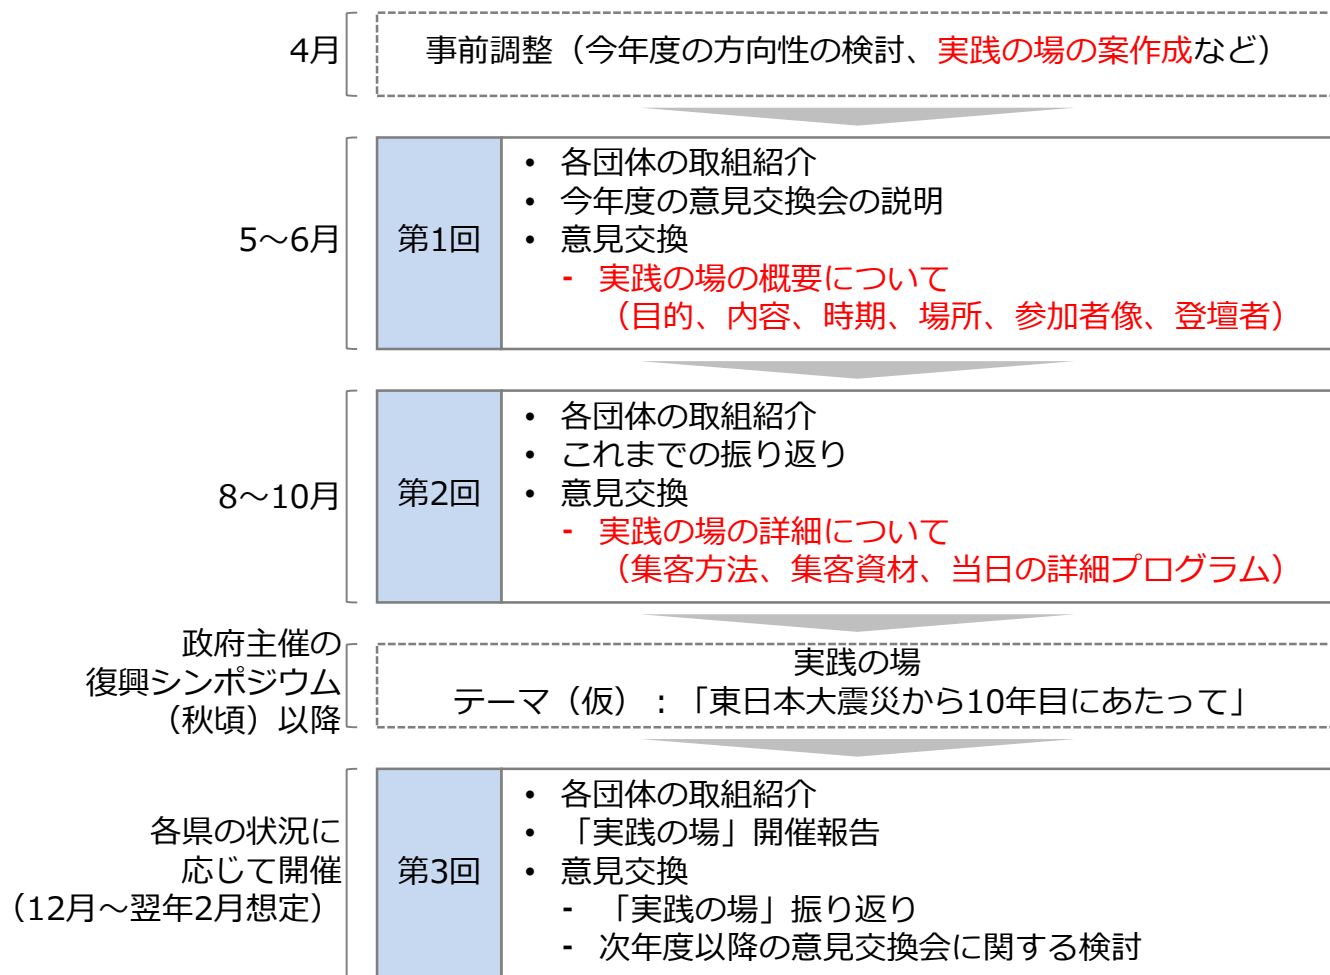 4月
事前調整（今年度の方向性の検討、実践の場の案作成など）
5～6月
第1回
• 各団体の取組紹介
• 今年度の意見交換会の説明
• 意見交換
- 実践の場の概要について
（目的、内容、時期、場所、参加者像、登壇者）
8～10月
第2回
• 各団体の取組紹介
• これまでの振り返り
• 意見交換
- 実践の場の詳細について
（集客方法、集客資材、当日の詳細プログラム）
政府主催の
復興シンポジウム
（秋頃）以降
実践の場
テーマ（仮）：「東日本大震災から10年目にあたって」
各県の状況に
応じて開催
（12月～翌年2月想定）
第3回
• 各団体の取組紹介
• 「実践の場」開催報告
• 意見交換
- 「実践の場」振り返り
- 次年度以降の意見交換会に関する検討